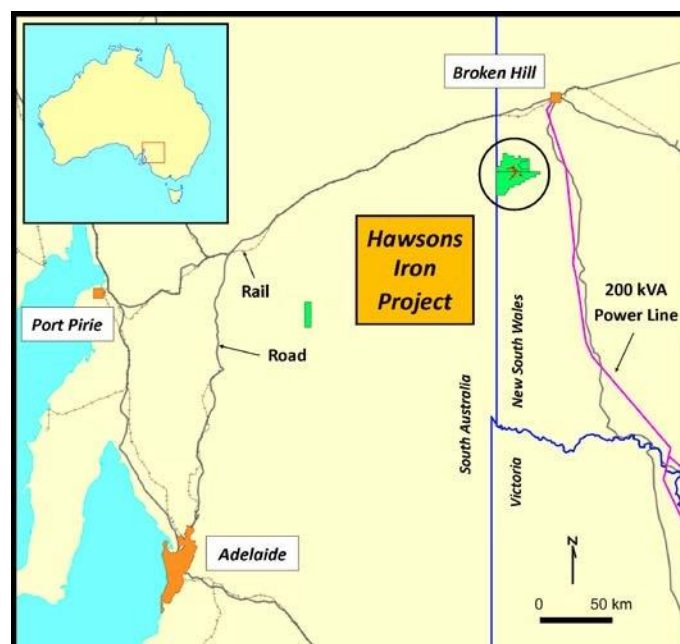 Broken Hill
Hawsons
Iron
Project
Rail
Port Pirie
Road
200 kVA
Power Line
South Australia
New South Wales
Victoria
Adelaide
N
0
50 km